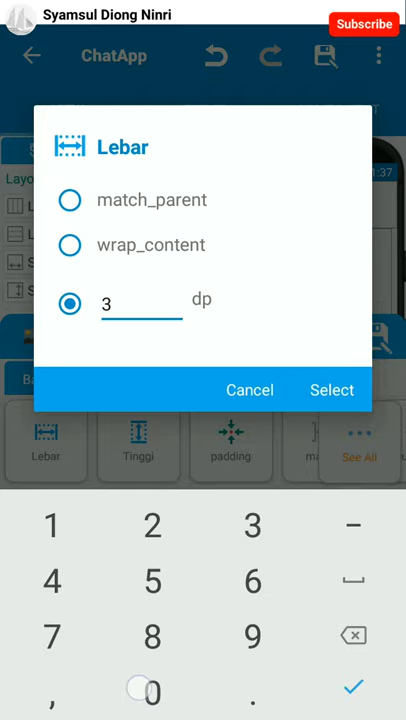 Syamsul Diong Ninri
Subscribe
ChatApp
Lebar
match_parent
wrap_content
3 dp
Cancel Select
Lebar Tinggi padding See All
1 2 3 -
4 5 6
7 8 9
, 0 .